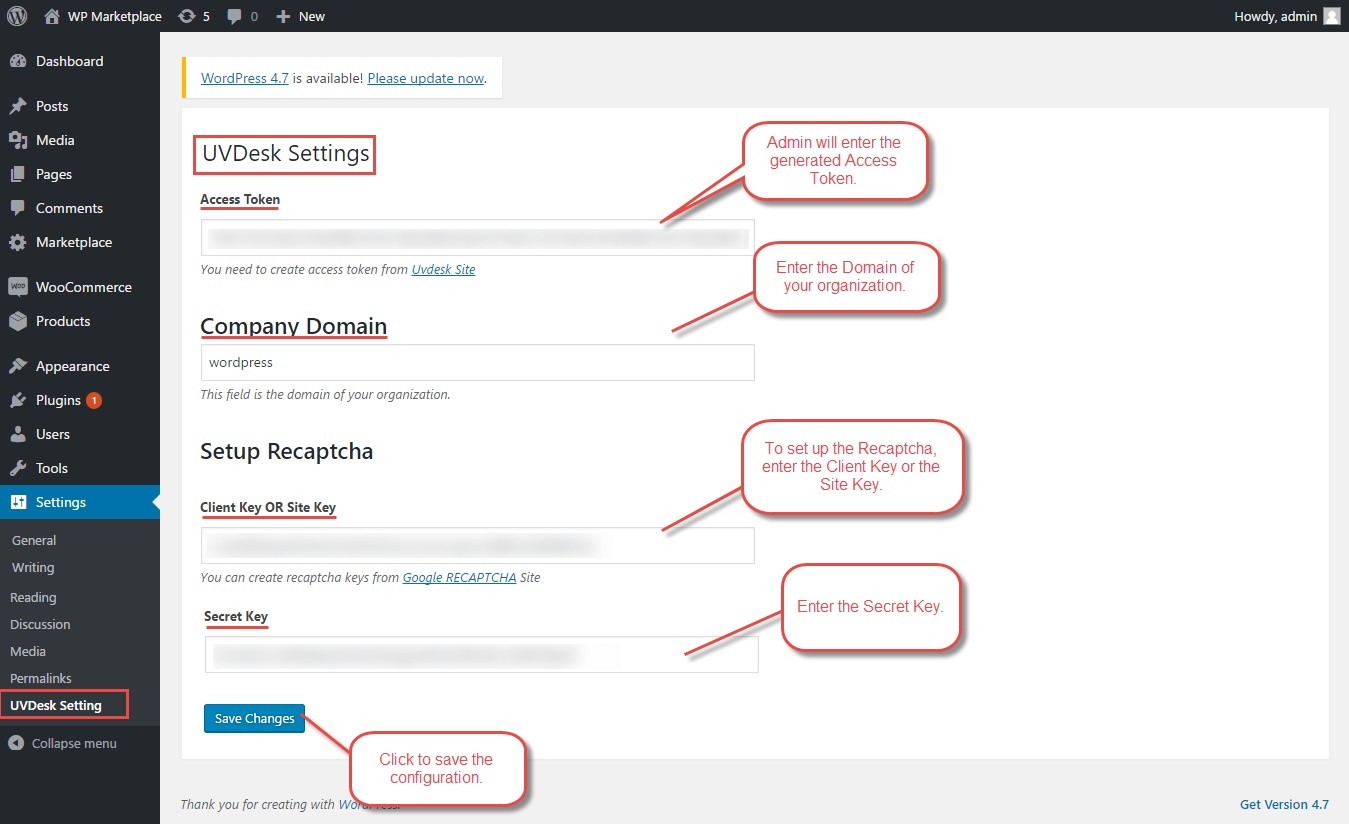 WP Marketplace 5 0 New Howdy, admin
Dashboard
Posts
Media
Pages
Comments
Marketplace
WOO WooCommerce
Products
Appearance
Plugins 1
Users
Tools
Settings
General
Writing
Reading
Discussion
Media
Permalinks
UVDesk Setting
Collapse menu
WordPress 4.7 is available! Please update now.
UVDesk Settings
Admin will enter the
generated Access
Token.
Access Token
You need to create access token from Uvdesk Site
Enter the Domain of
your organization.
Company Domain
wordpress
This field is the domain of your organization.
Setup Recaptcha
To set up the Recaptcha,
enter the Client Key or the
Site Key.
Client Key OR Site Key
You can create recaptcha keys from Google RECAPTCHA Site
Enter the Secret Key.
Secret Key
Save Changes
Click to save the
configuration.
Thank you for creating with WordPress.
Get Version 4.7